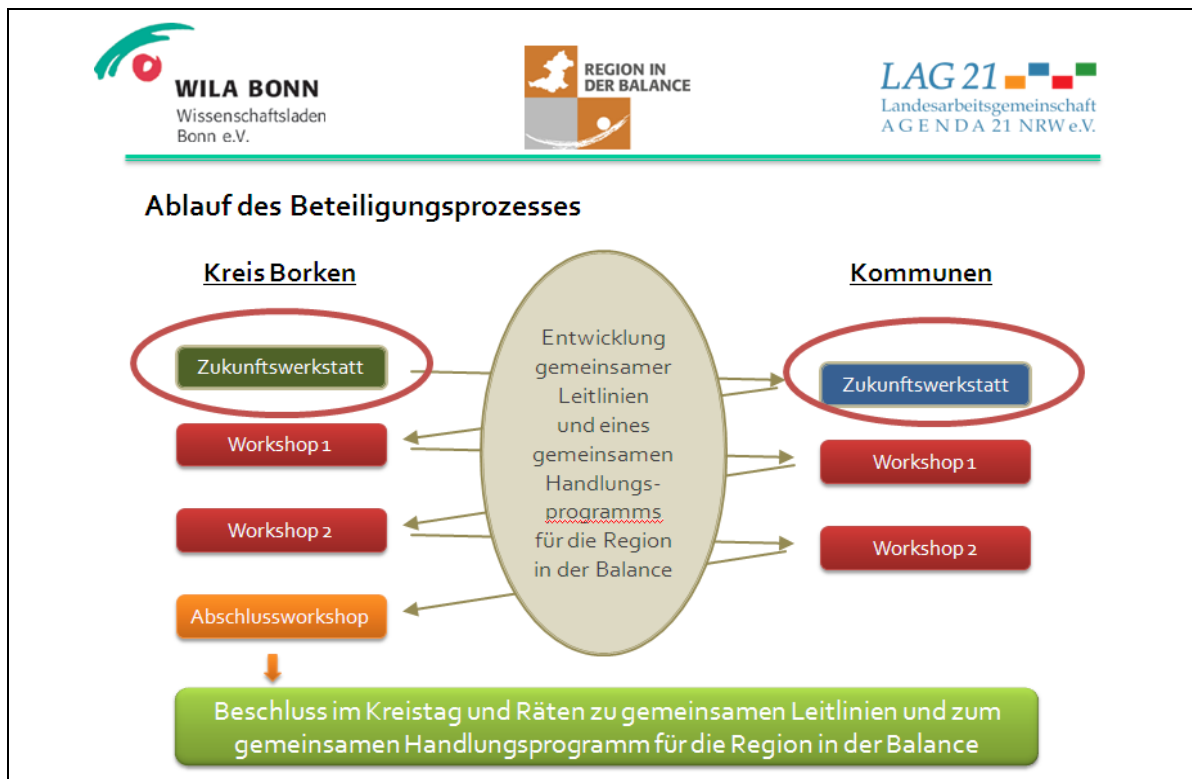 WILA BONN
Wissenschaftsladen
Bonn e.V.
REGION IN
DER BALANCE
LAG 21
Landesarbeitsgemeinschaft
AGENDA 21 NRW e.V.
Ablauf des Beteiligungsprozesses
Kreis Borken
Kommunen
Zukunftswerkstatt
Workshop 1
Workshop 2
Abschlussworkshop
Entwicklung
gemeinsamer
Leitlinien
und eines
gemeinsamen
Handlungs-
programms
für die Region
in der Balance
Zukunftswerkstatt
Workshop 1
Workshop 2
Beschluss im Kreistag und Räten zu gemeinsamen Leitlinien und zum
gemeinsamen Handlungsprogramm für die Region in der Balance